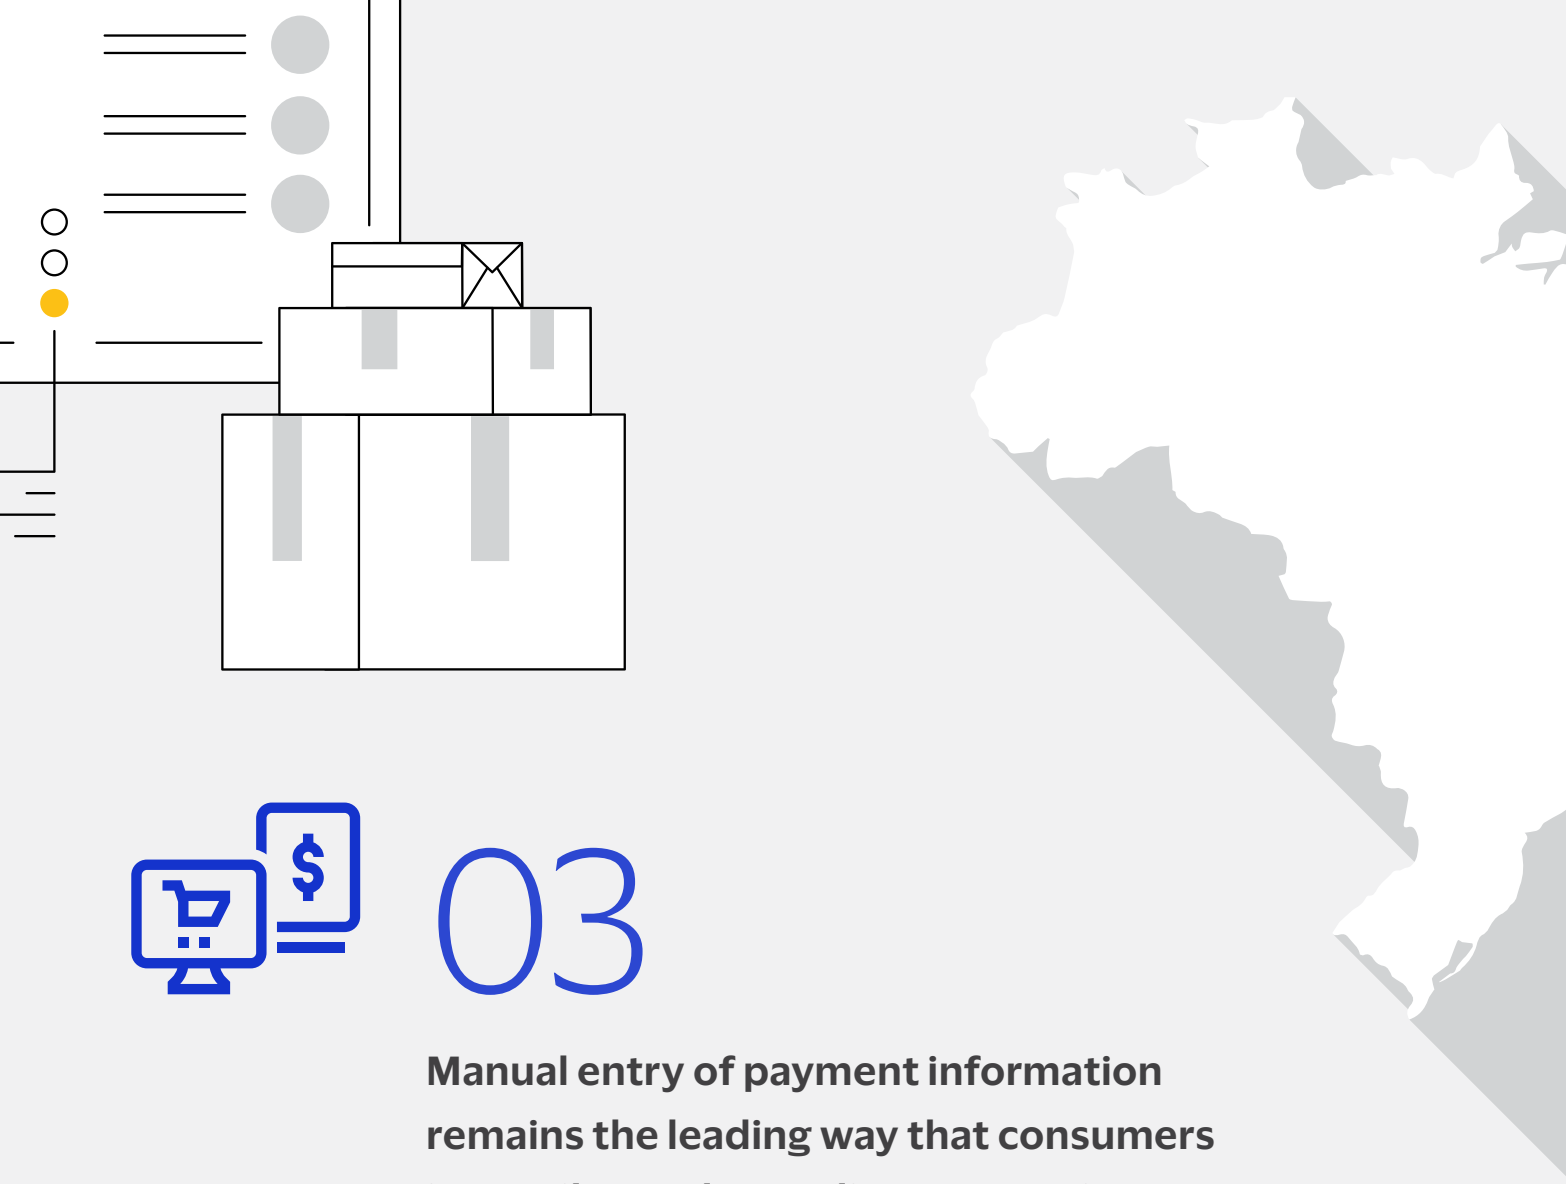 $
03
Manual entry of payment information
remains the leading way that consumers